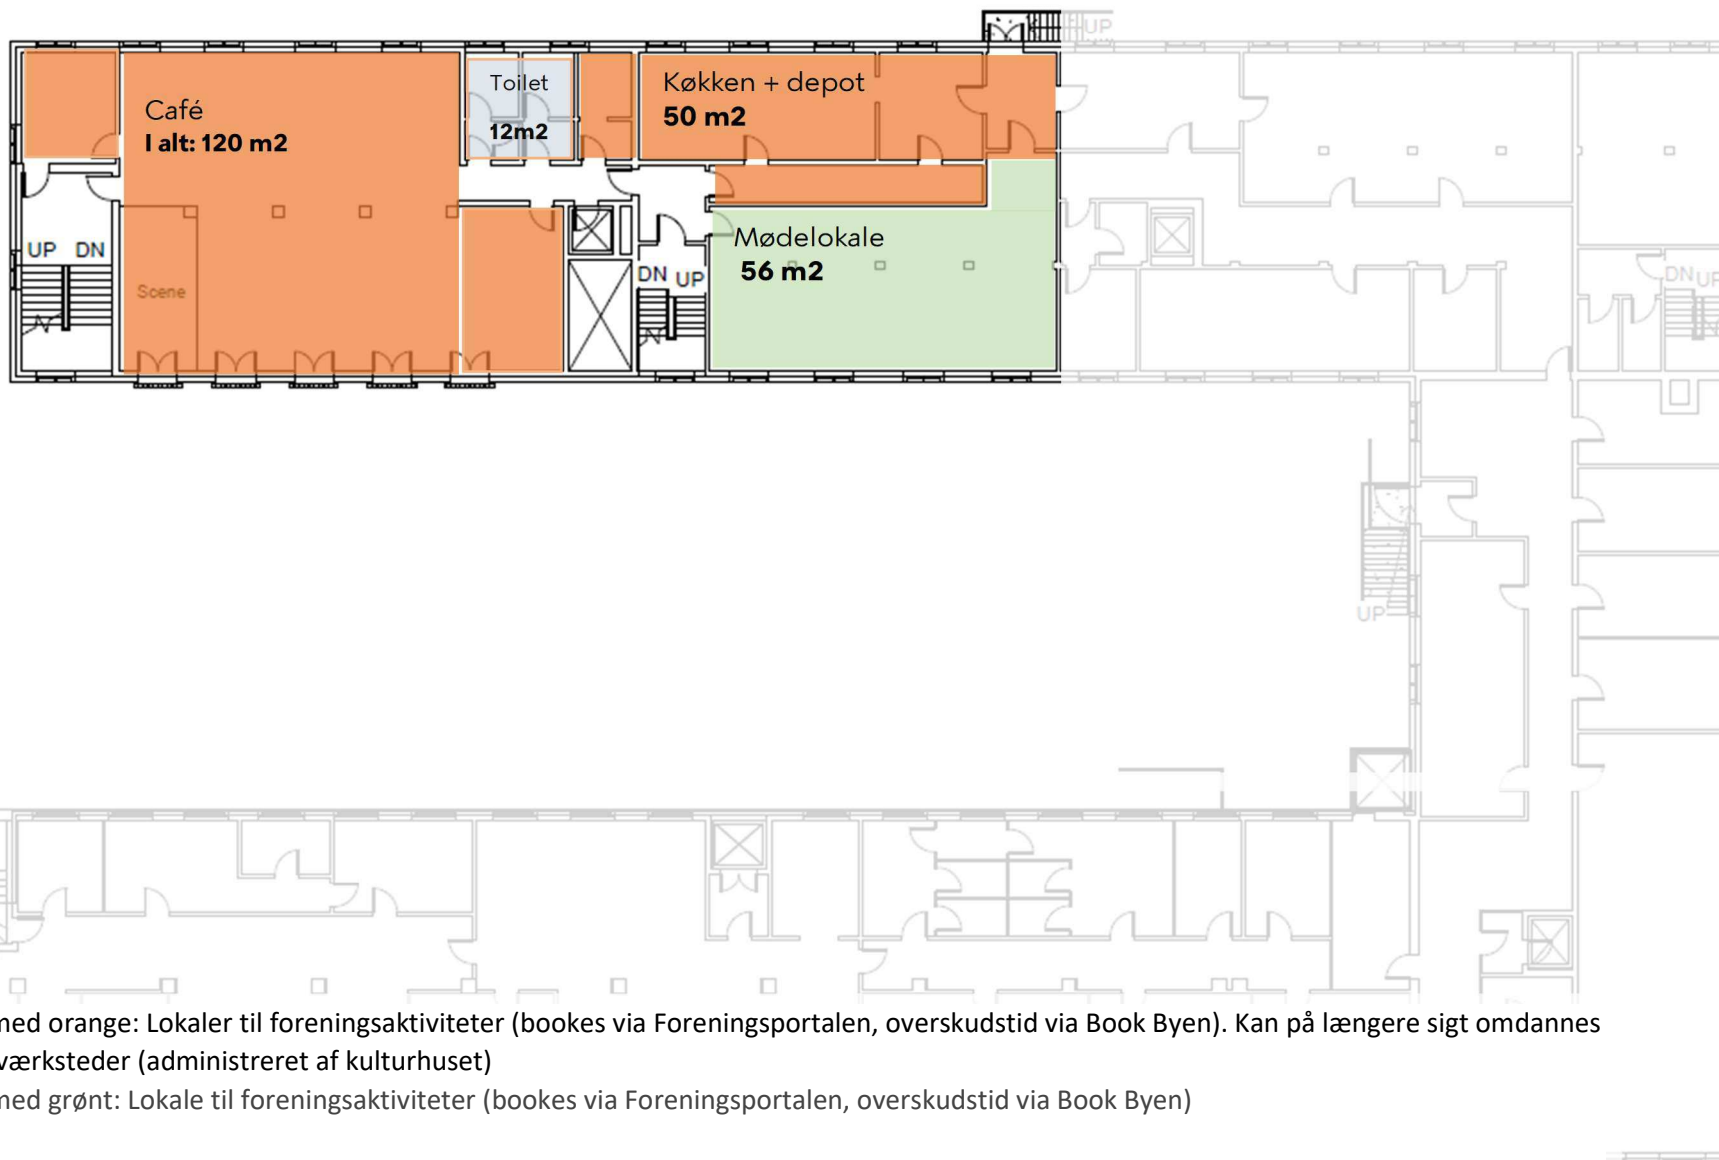 UP
Café
I alt: 120 m2
Toilet
12m2
Køkken + depot
50 m2
UP DN
Scene
DN UP
Mødelokale
56 m2
DN UP
UP
med orange: Lokaler til foreningsaktiviteter (bookes via Foreningsportalen, overskudstid via Book Byen). Kan på længere sigt omdannes
værksteder (administreret af kulturhuset)
med grønt: Lokale til foreningsaktiviteter (bookes via Foreningsportalen, overskudstid via Book Byen)